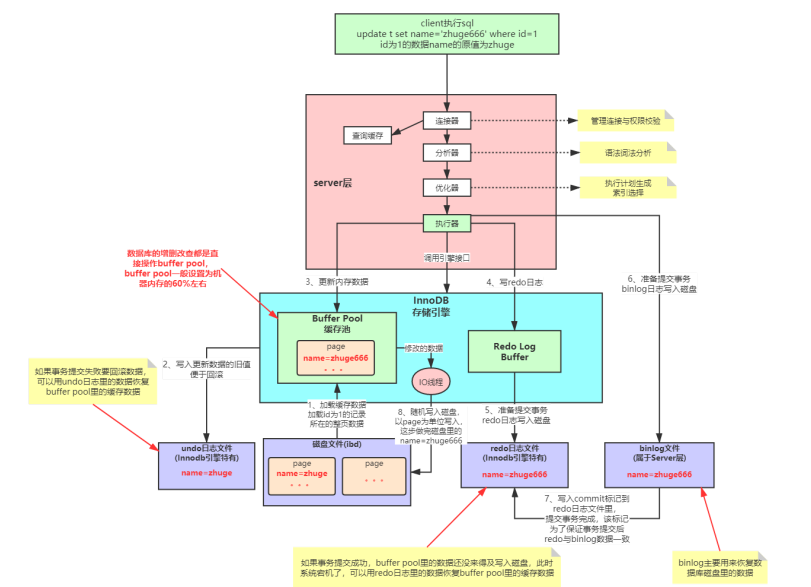 client执行sql
update t set name='zhuge666' where id=1
id为1的数据name的原值为zhuge
server层
连接器
查询缓存
管理连接与权限校验
分析器
语法词法分析
优化器
执行计划生成
索引选择
执行器
调用引擎接口
数据库的增删改查都是直
接操作buffer pool,
buffer pool一般设置为机
器内存的60%左右
3、更新内存数据
4、写redo日志
6、准备提交事务
binlog日志写入磁盘
InnoDB
存储引擎
Buffer Pool
缓存池
page
name=zhuge666
. . .
修改的数据
IO线程
Redo Log
Buffer
如果事务提交失败要回滚数据,
可以用undo日志里的数据恢复
buffer pool里的缓存数据
2、写入更新数据的旧值
便于回滚
1、加载缓存数据
加载id为1的记录
所在的整页数据
8、随机写入磁盘,
以page为单位写入,
这步做完磁盘里的
name=zhuge666
5、准备提交事务
redo日志写入磁盘
undo日志文件
(Innodb引擎特有)
name=zhuge
磁盘文件(ibd)
page
name=zhuge
. . .
page
. . .
redo日志文件
(Innodb引擎特有)
name=zhuge666
binlog文件
(属于Server层)
name=zhuge666
7、写入commit标记到
redo日志文件里,
提交事务完成，该标记
为了保证事务提交后
redo与binlog数据一致
如果事务提交成功，buffer pool里的数据还没来得及写入磁盘，此时
系统宕机了，可以用redo日志里的数据恢复buffer pool里的缓存数据
binlog主要用来恢复数
据库磁盘里的数据